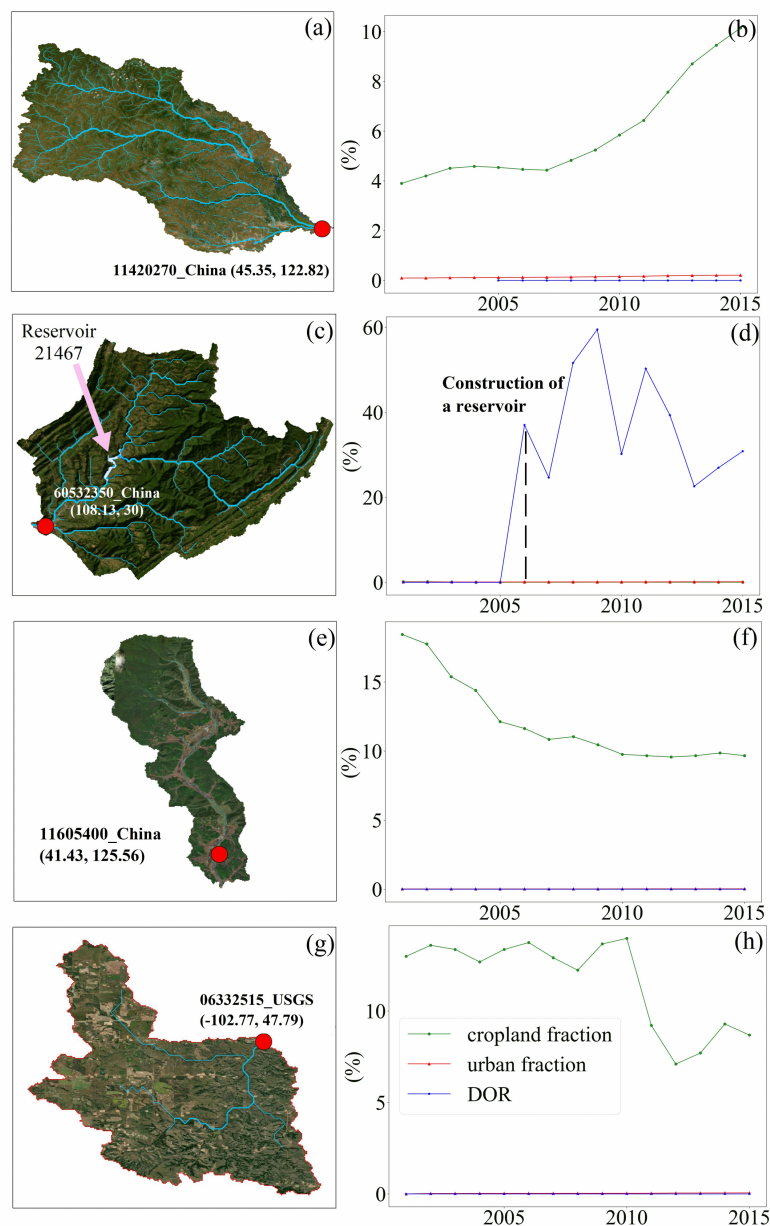 (a)
11420270_China (45.35, 122.82)
(b)
(%)
10
8
6
4
2
0
2005
2010
2015
(c)
Reservoir
21467
60532350_China
(108.13, 30)
(d)
(%)
60
40
20
0
Construction of
a reservoir
2005
2010
2015
(e)
11605400_China
(41.43, 125.56)
(f)
(%)
15
10
5
0
2005
2010
2015
(g)
06332515_USGS
(-102.77, 47.79)
(h)
(%)
10
5
0
cropland fraction
urban fraction
DOR
2005
2010
2015